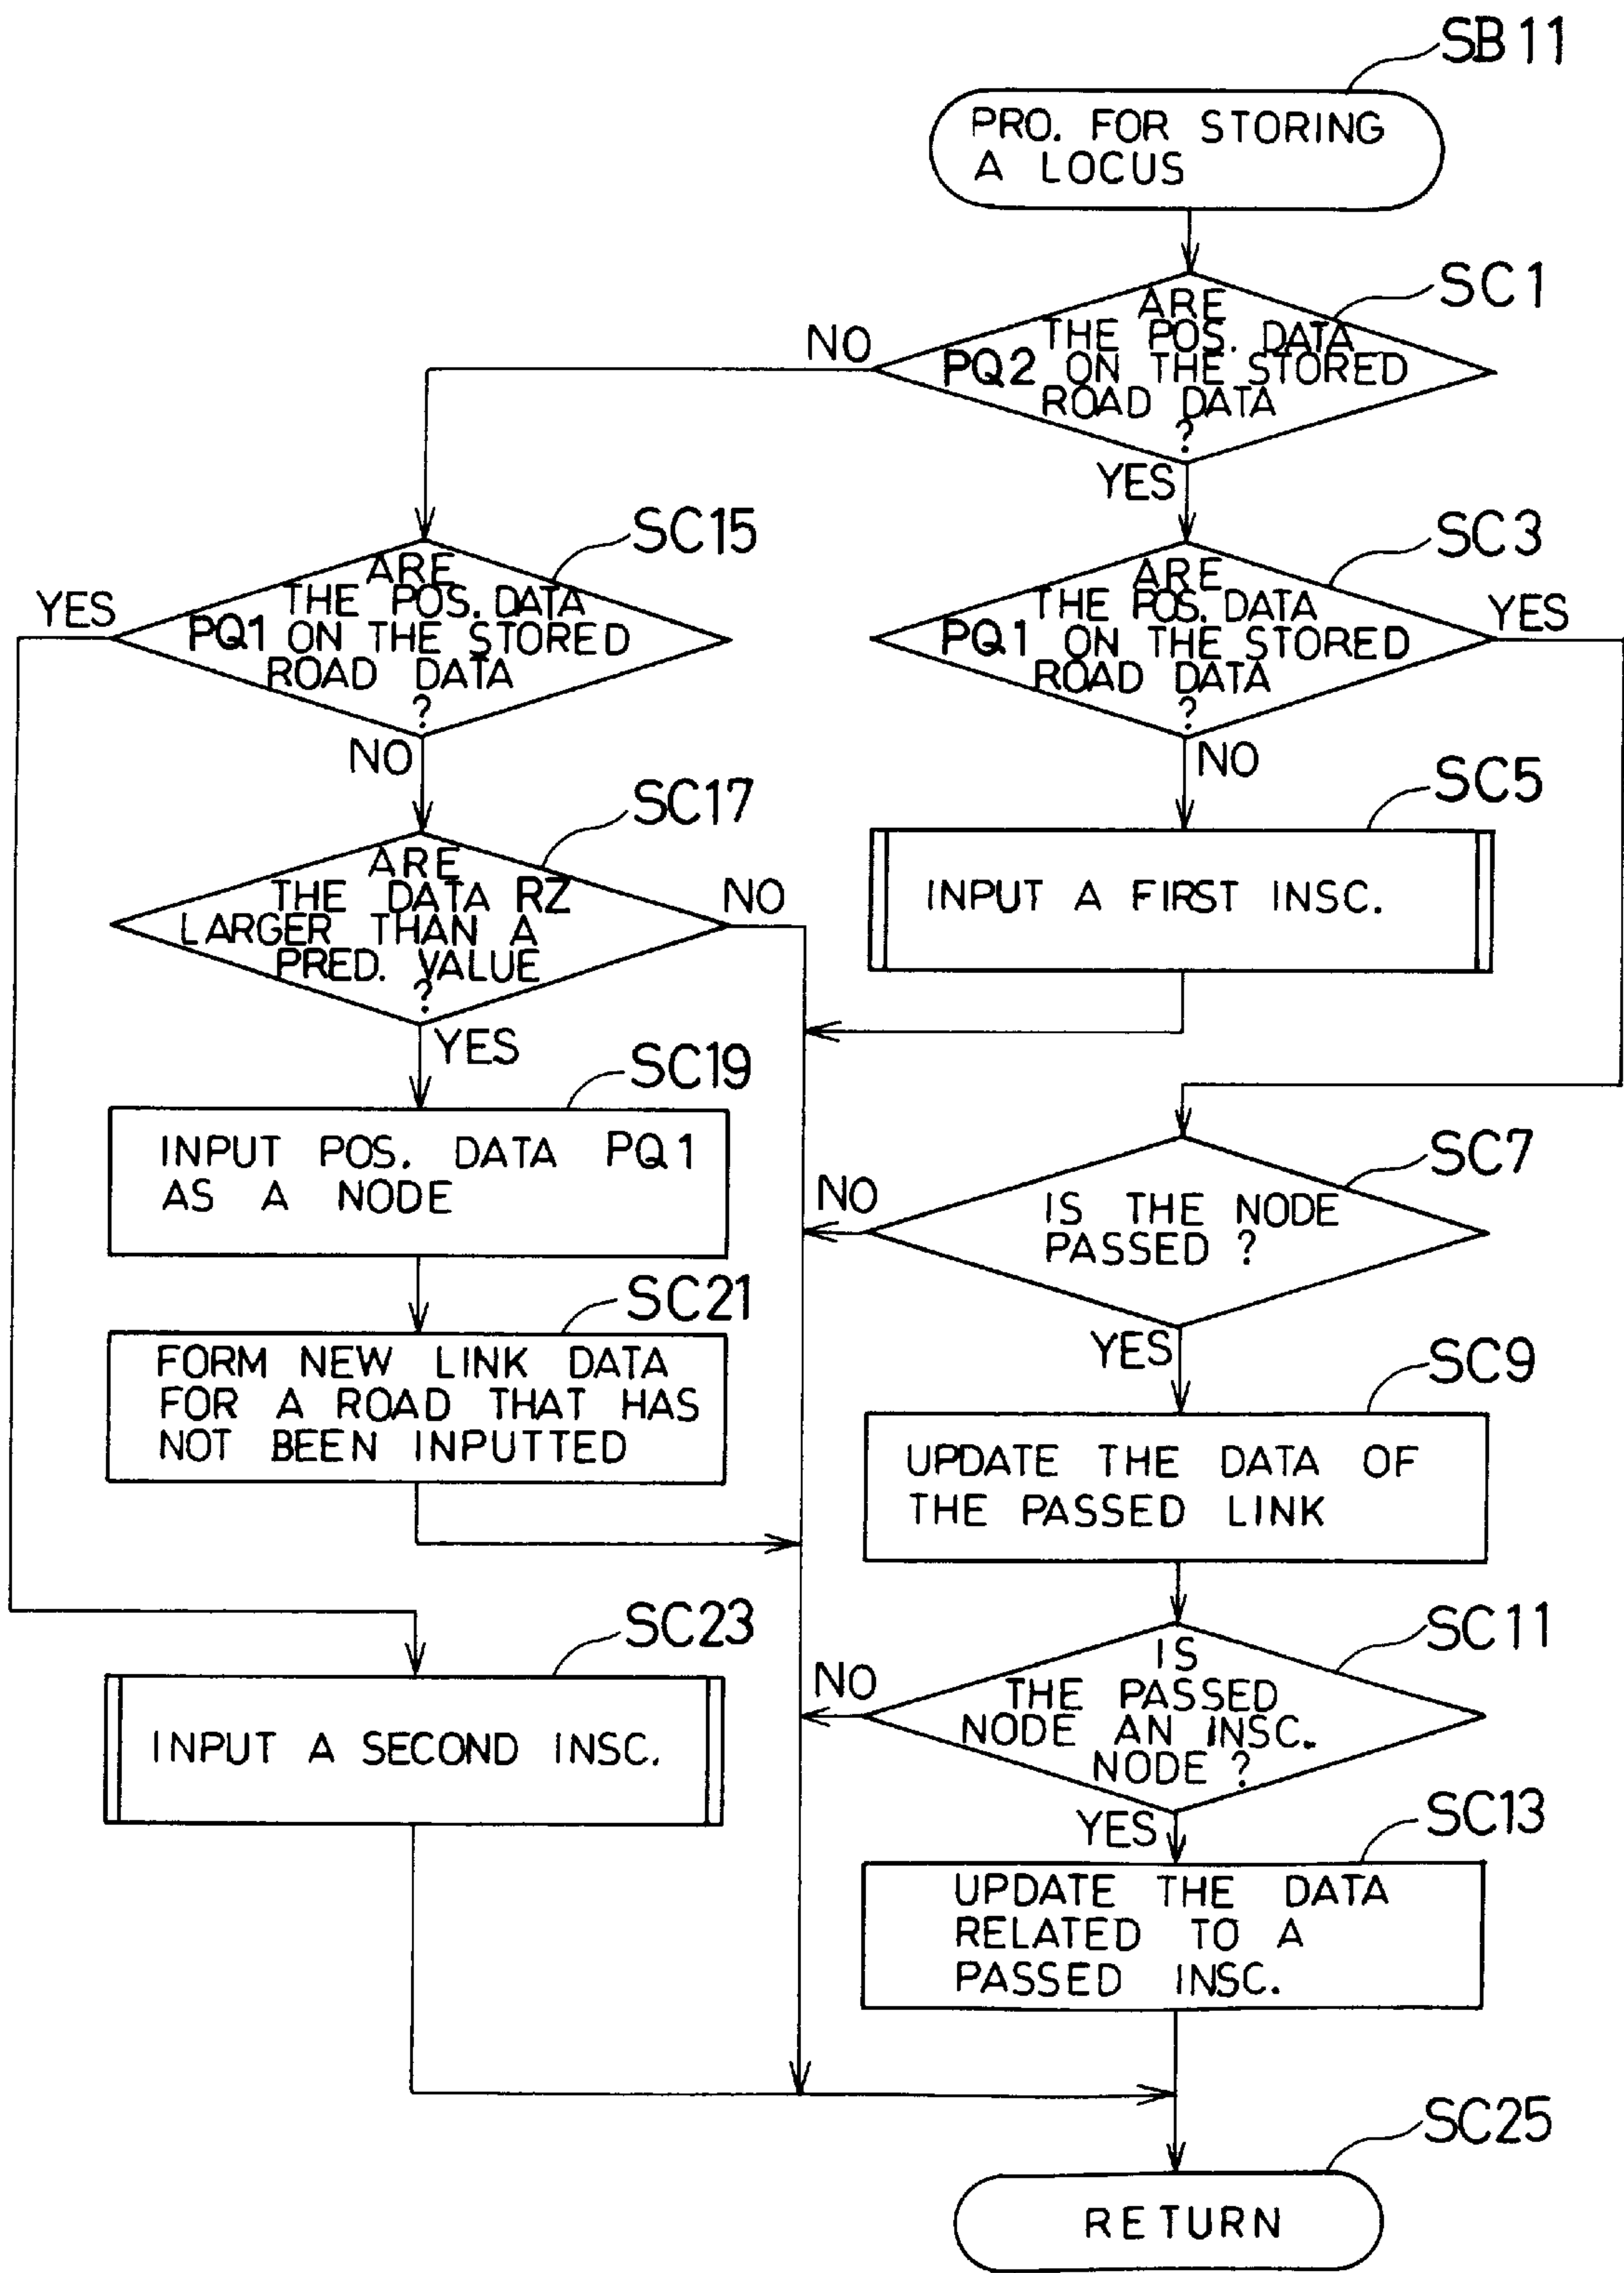 SB11
PRO. FOR STORING
A LOCUS
SC1
ARE
THE POS. DATA
PQ2 ON THE STORED
ROAD DATA
?
NO
YES
SC15
ARE
THE POS. DATA
PQ1 ON THE STORED
ROAD DATA
?
YES
NO
SC3
ARE
THE POS. DATA
PQ1 ON THE STORED
ROAD DATA
?
YES
NO
SC17
ARE
THE DATA RZ
LARGER THAN A
PRED. VALUE
?
NO
YES
SC5
INPUT A FIRST INSC.
SC19
INPUT POS. DATA PQ1
AS A NODE
SC7
IS THE NODE
PASSED ?
NO
YES
SC21
FORM NEW LINK DATA
FOR A ROAD THAT HAS
NOT BEEN INPUTTED
SC9
UPDATE THE DATA OF
THE PASSED LINK
SC23
INPUT A SECOND INSC.
SC11
IS
THE PASSED
NODE AN INSC.
NODE ?
NO
YES
SC13
UPDATE THE DATA
RELATED TO A
PASSED INSC.
SC25
RETURN